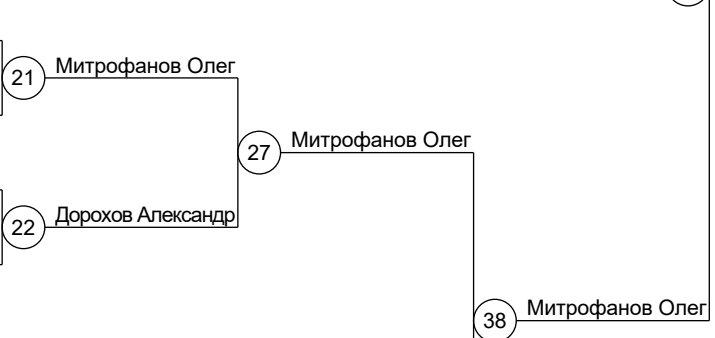 21 Митрофанов Олег
27 Митрофанов Олег
22 Дорохов Александр
38 Митрофанов Олег